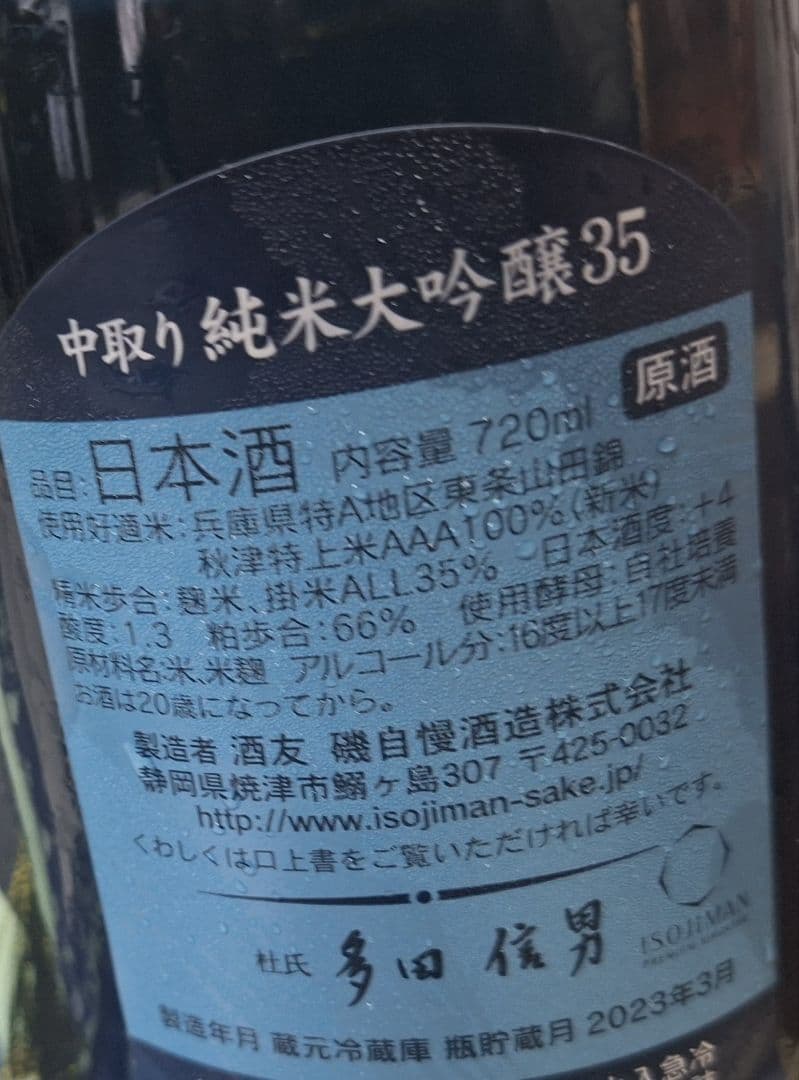 中取り 純米大吟醸35
原酒
品目:日本酒 内容量 720ml
使用好適米:兵庫県特A地区東条山田錦
秋津特上米AAA100%(新米)
精米歩合:麹米、掛米ALL35% 日本酒度:+4
酸度:1.3 粕歩合:66% 使用酵母:自社培養
原材料名:米、米麹 アルコール分:16度以上17度未満
お酒は20歳になってから。
製造者 酒友 磯自慢酒造株式会社
静岡県焼津市鰯ヶ島307 〒425-0032
http://www.isojiman-sake.jp/
くわしくは口上書をご覧いただければ幸いです。
ISOJIMAN
杜氏 多田 信男
製造年月 蔵元冷蔵庫 瓶貯蔵月 2023年3月
入急冷